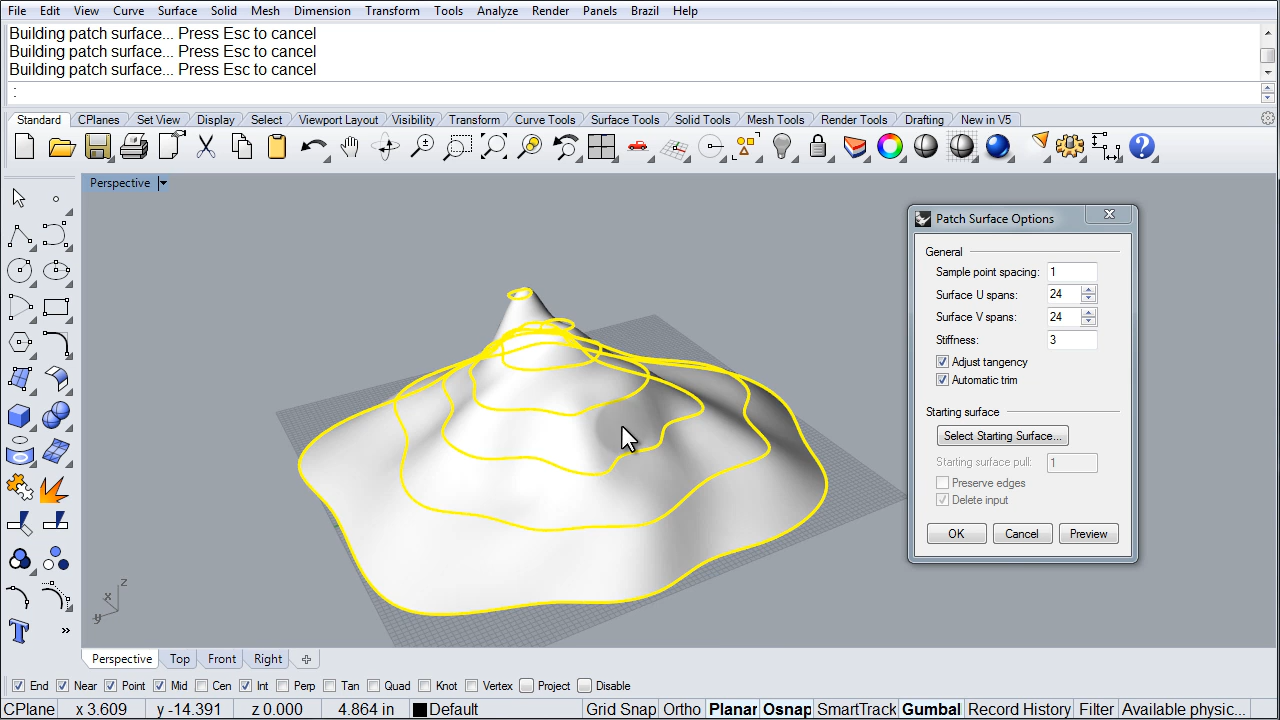 File Edit View Curve Surface Solid Mesh Dimension Transform Tools Analyze Render Panels Brazil Help
Building patch surface... Press Esc to cancel
Building patch surface... Press Esc to cancel
Building patch surface... Press Esc to cancel
:
Standard CPlanes Set View Display Select Viewport Layout Visibility Transform Curve Tools Surface Tools Solid Tools Mesh Tools Render Tools Drafting New in V5
Perspective
Patch Surface Options
General
Sample point spacing: 1
Surface U spans: 24
Surface V spans: 24
Stiffness: 3
Adjust tangency
Automatic trim
Starting surface
Select Starting Surface...
Starting surface pull: 1
Preserve edges
Delete input
OK Cancel Preview
z
x
y
T »
Perspective Top Front Right
End Near Point Mid Cen Int Perp Tan Quad Knot Vertex Project Disable
CPlane x 3.609 y -14.391 z 0.000 4.864 in Default Grid Snap Ortho Planar Osnap SmartTrack Gumbal Record History Filter Available physic...